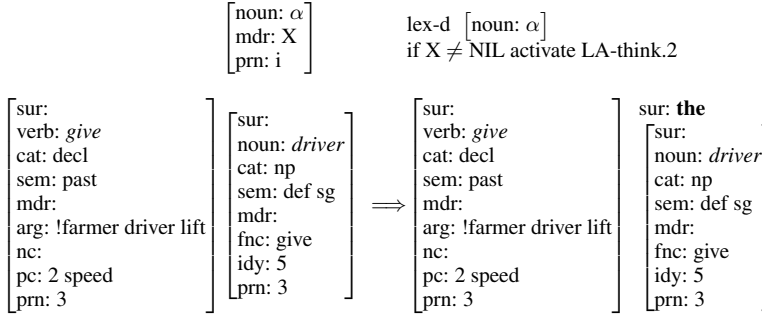 noun: α
mdr: X
prn: i
lex-d [noun: α]
if X ≠ NIL activate LA-think.2
sur:
verb: give
cat: decl
sem: past
mdr:
arg: !farmer driver lift
nc:
pc: 2 speed
prn: 3
sur:
noun: driver
cat: np
sem: def sg
mdr:
fnc: give
idy: 5
prn: 3
⟹
sur:
verb: give
cat: decl
sem: past
mdr:
arg: !farmer driver lift
nc:
pc: 2 speed
prn: 3
sur: the
sur:
noun: driver
cat: np
sem: def sg
mdr:
fnc: give
idy: 5
prn: 3